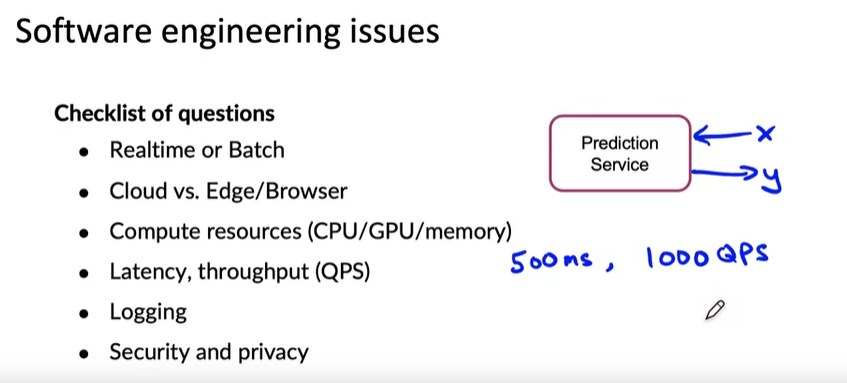 Software engineering issues
Checklist of questions
• Realtime or Batch
• Cloud vs. Edge/Browser
• Compute resources (CPU/GPU/memory)
• Latency, throughput (QPS)
• Logging
• Security and privacy
Prediction
Service
x
y
500ms, 1000 QPS